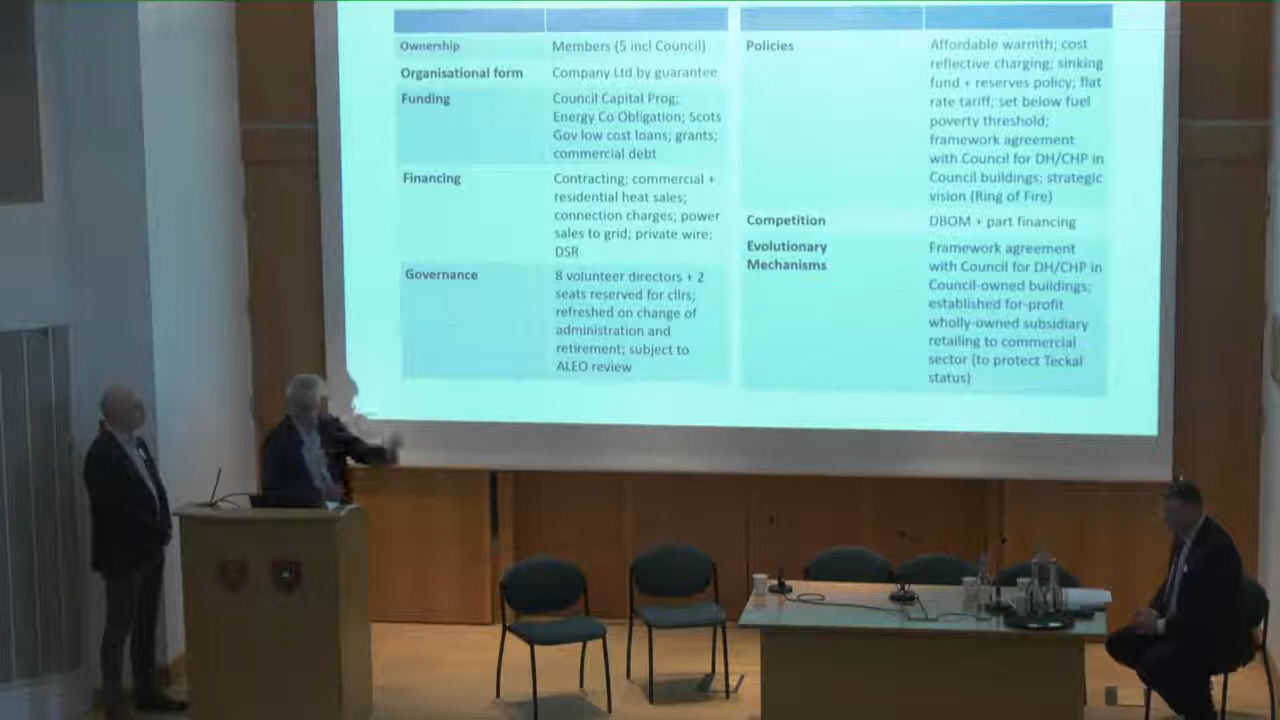 Ownership
Members (5 incl Council)
Organisational form
Company Ltd by guarantee
Funding
Council Capital Prog;
Energy Co Obligation; Scots
Gov low cost loans; grants;
commercial debt
Financing
Contracting; commercial +
residential heat sales;
connection charges; power
sales to grid; private wire;
DSR
Governance
8 volunteer directors + 2
seats reserved for cllrs;
refreshed on change of
administration and
retirement; subject to
ALEO review
Policies
Affordable warmth; cost
reflective charging; sinking
fund + reserves policy; flat
rate tariff; set below fuel
poverty threshold;
framework agreement
with Council for DH/CHP in
Council buildings; strategic
vision (Ring of Fire)
Competition
DBOM + part financing
Evolutionary
Mechanisms
Framework agreement
with Council for DH/CHP in
Council-owned buildings;
established for-profit
wholly-owned subsidiary
retailing to commercial
sector (to protect Teckal
status)